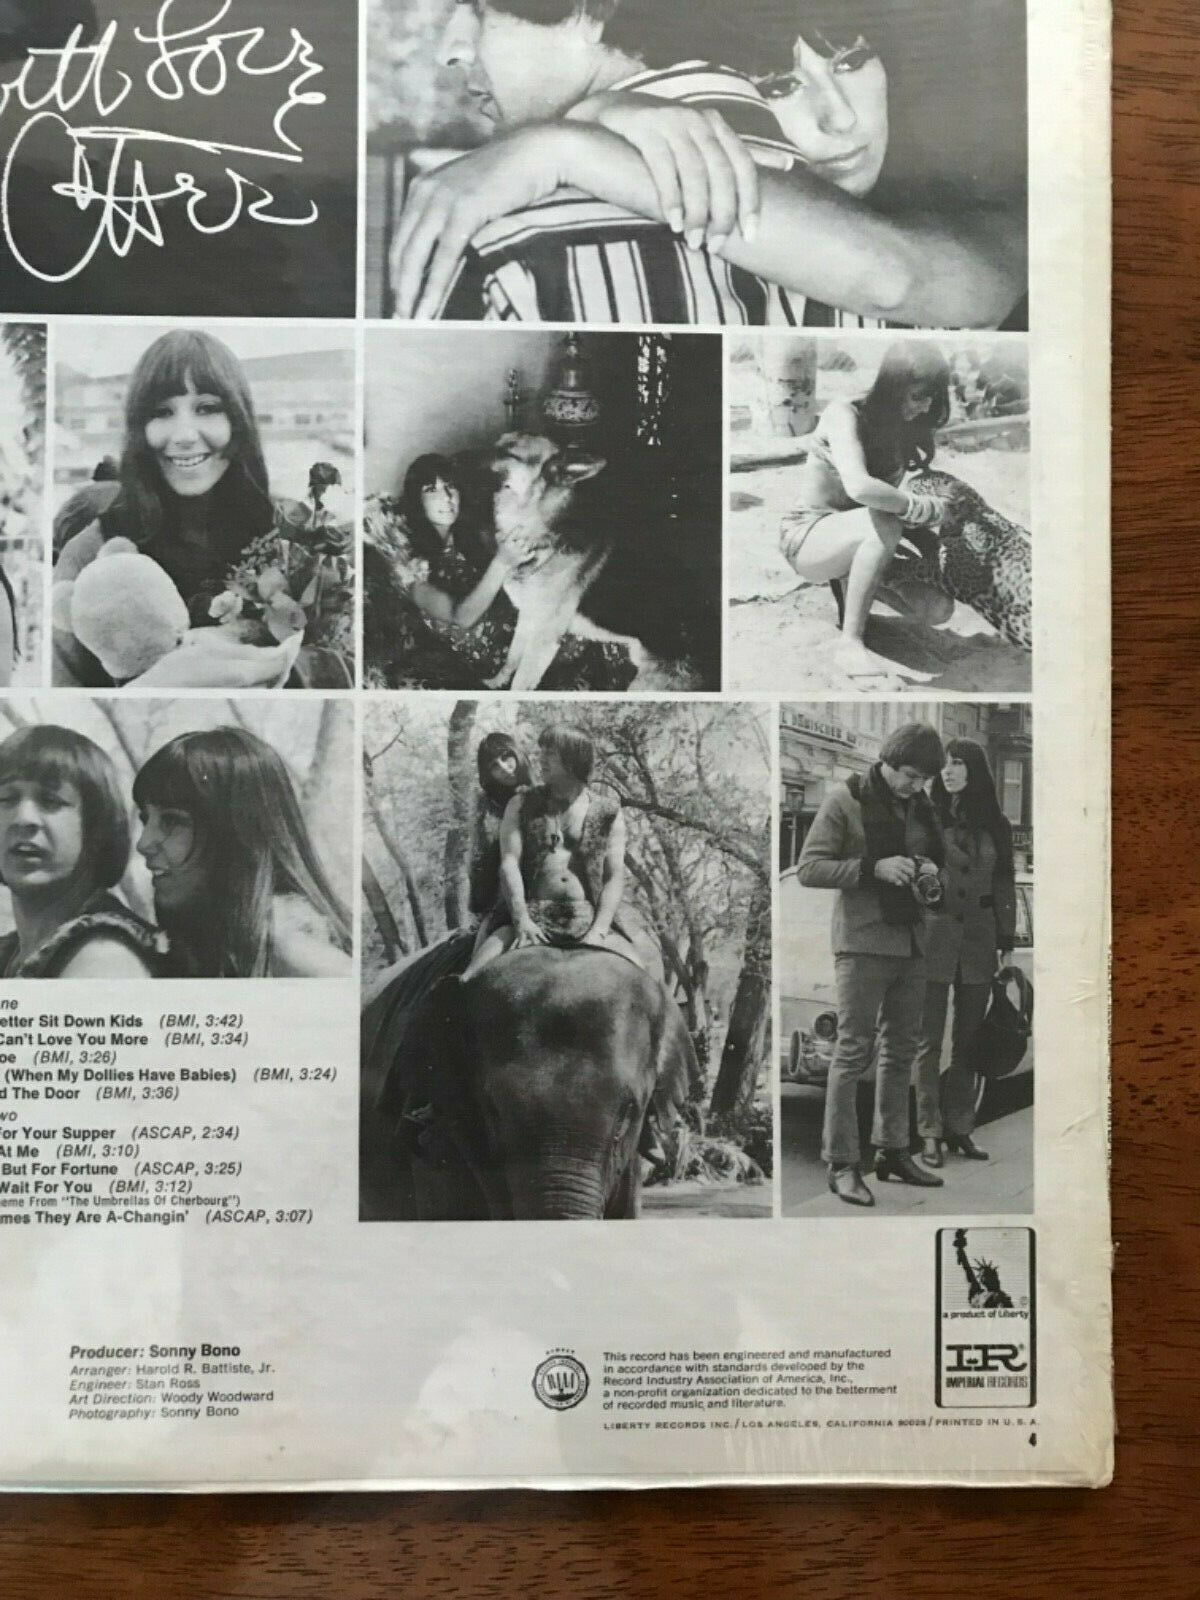 with Love
Cher
DEUTSCHER
ne
etter Sit Down Kids (BMI, 3:42)
Can't Love You More (BMI, 3:34)
oe (BMI, 3:26)
(When My Dollies Have Babies) (BMI, 3:24)
d The Door (BMI, 3:36)
wo
For Your Supper (ASCAP, 2:34)
At Me (BMI, 3:10)
But For Fortune (ASCAP, 3:25)
Wait For You (BMI, 3:12)
eme From "The Umbrellas Of Cherbourg")
mes They Are A-Changin' (ASCAP, 3:07)
Producer: Sonny Bono
Arranger: Harold R. Battiste, Jr.
Engineer: Stan Ross
Art Direction: Woody Woodward
Photography: Sonny Bono
RIAA
This record has been engineered and manufactured
in accordance with standards developed by the
Record Industry Association of America, Inc.,
a non-profit organization dedicated to the betterment
of recorded music and literature.
LIBERTY RECORDS INC./LOS ANGELES, CALIFORNIA 90028/PRINTED IN U. S. A.
4
a product of Liberty
IR®
IMPERIAL RECORDS